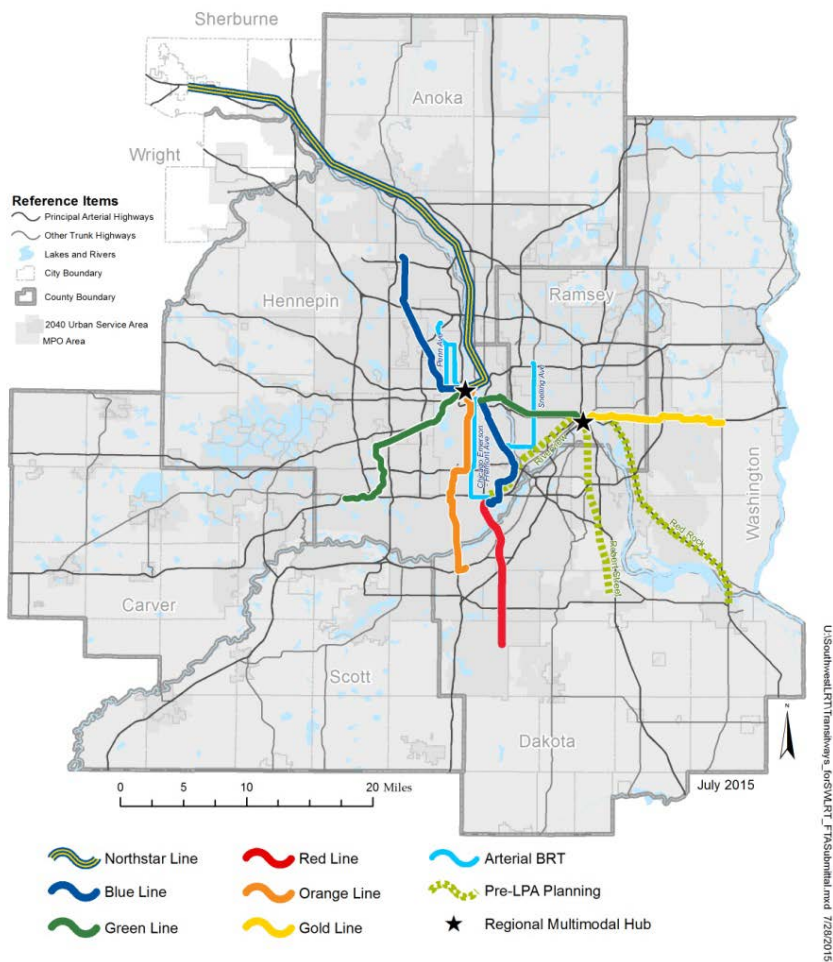 Sherburne
Anoka
Wright
Reference Items
Principal Arterial Highways
Other Trunk Highways
Lakes and Rivers
City Boundary
County Boundary
2040 Urban Service Area
MPO Area
Hennepin
Ramsey
Penn Ave
Snelling Ave
Chicago Emerson
- Fremont Ave
Riverview
Washington
Red Rock
Robert Street
Carver
Scott
Dakota
N
July 2015
0 5 10 20 Miles
Northstar Line
Red Line
Arterial BRT
Blue Line
Orange Line
Pre-LPA Planning
Green Line
Gold Line
Regional Multimodal Hub
U:\SouthwestLRT\Transitways_forSWLRT_FTASubmittal.mxd 7/28/2015